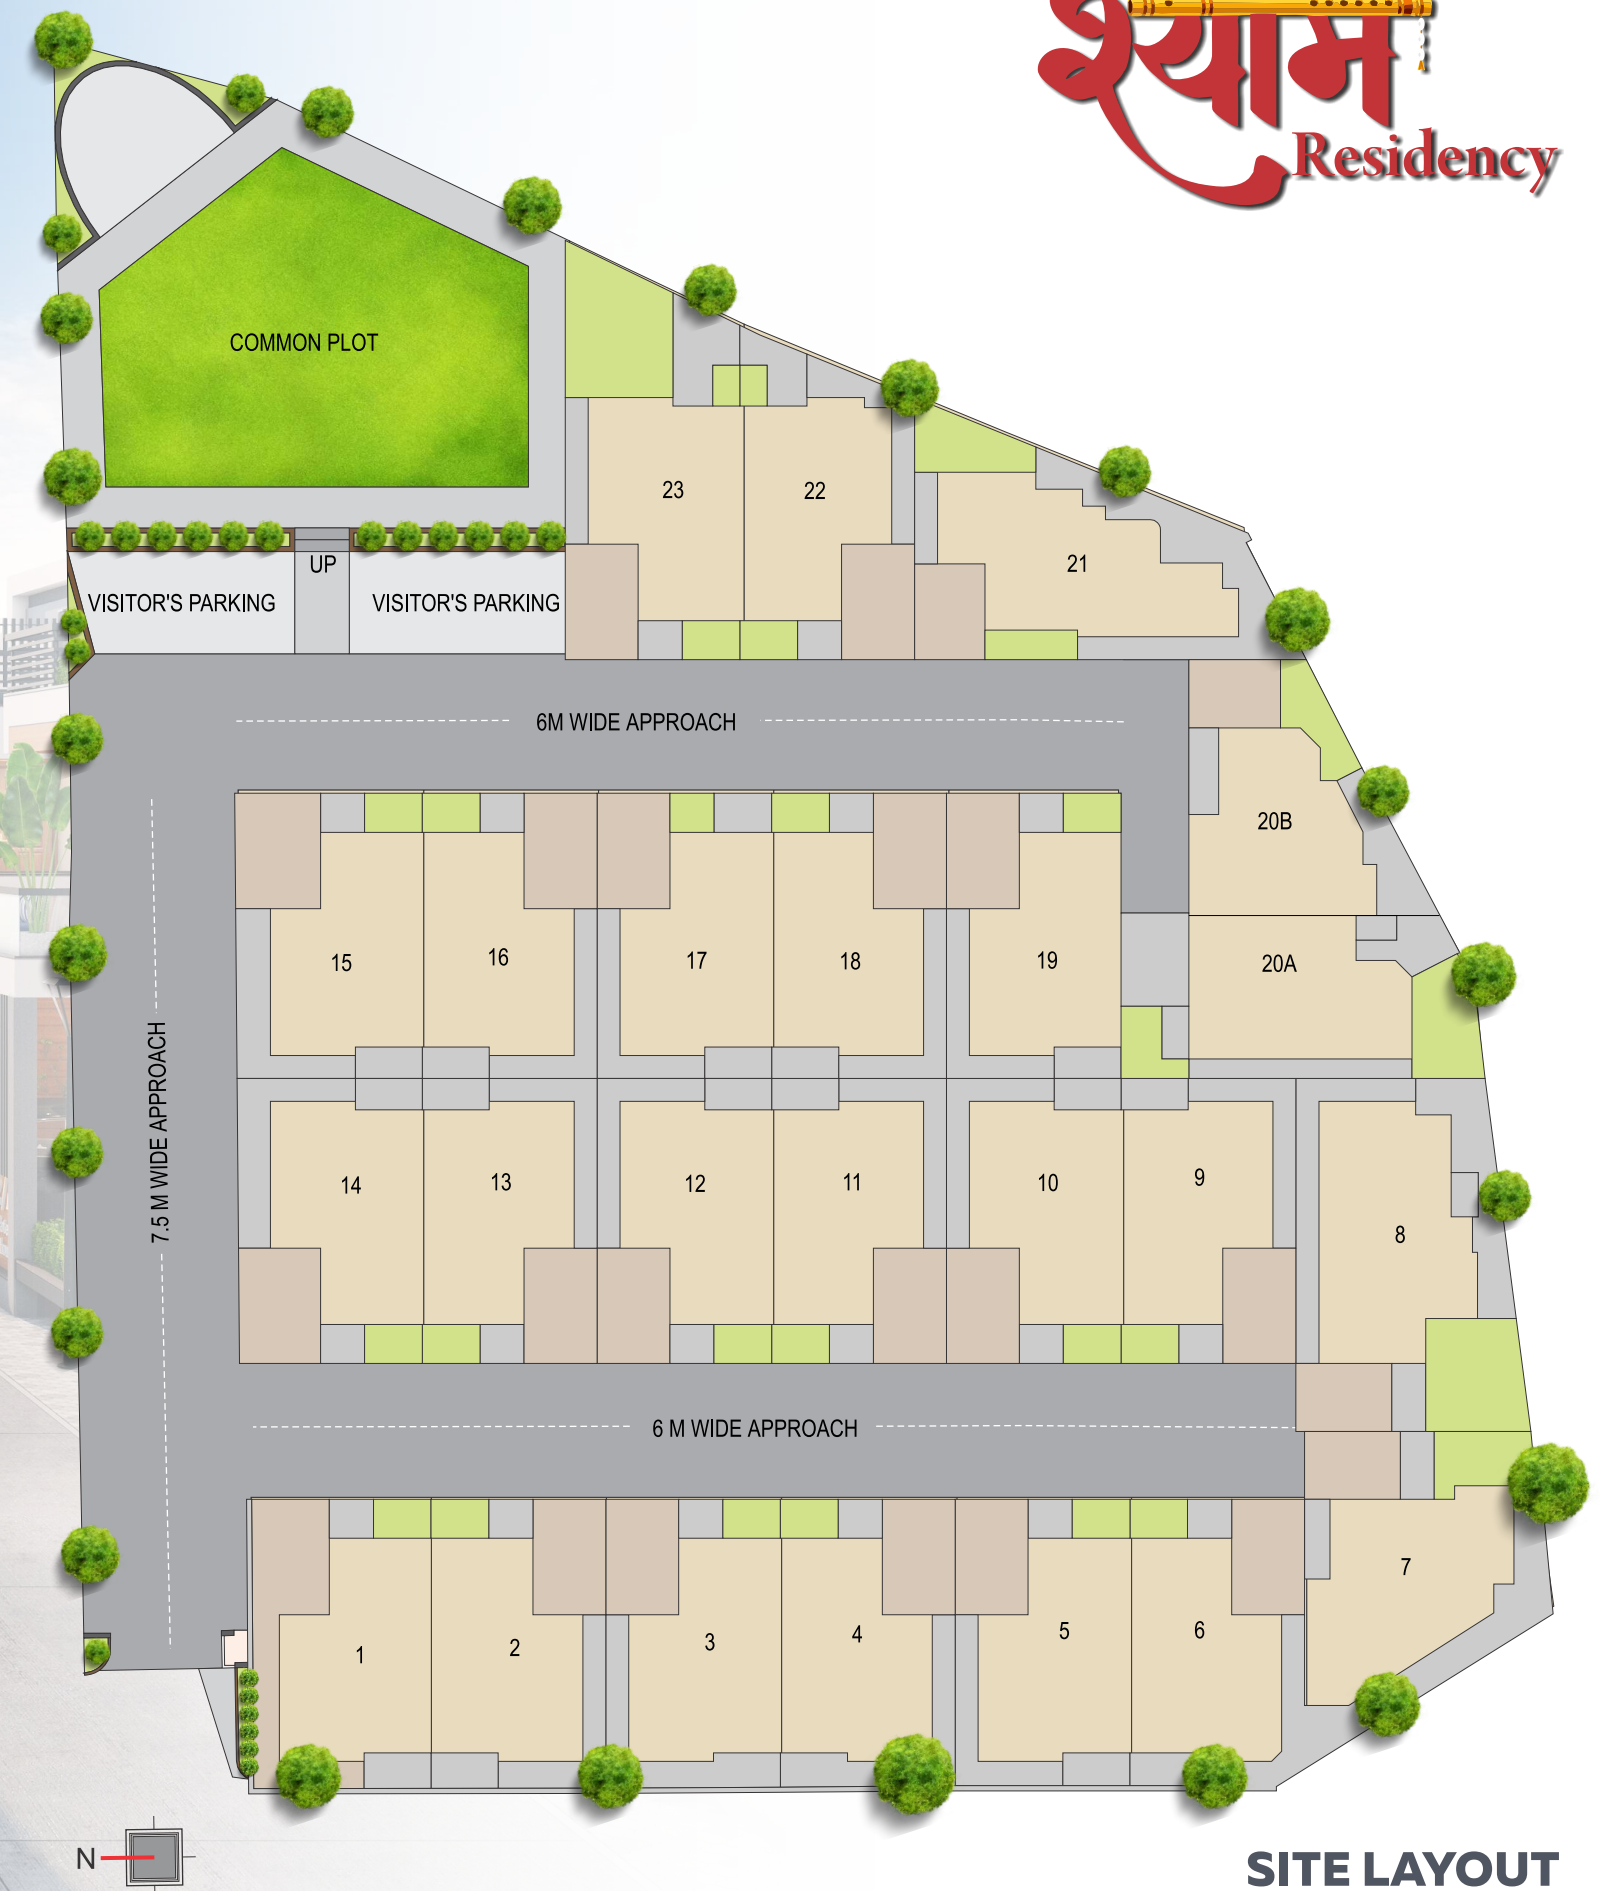 श्याम
Residency
COMMON PLOT
23
22
21
UP
VISITOR'S PARKING
VISITOR'S PARKING
6M WIDE APPROACH
20B
15
16
17
18
19
20A
7.5 M WIDE APPROACH
14
13
12
11
10
9
8
6 M WIDE APPROACH
7
1
2
3
4
5
6
N
SITE LAYOUT